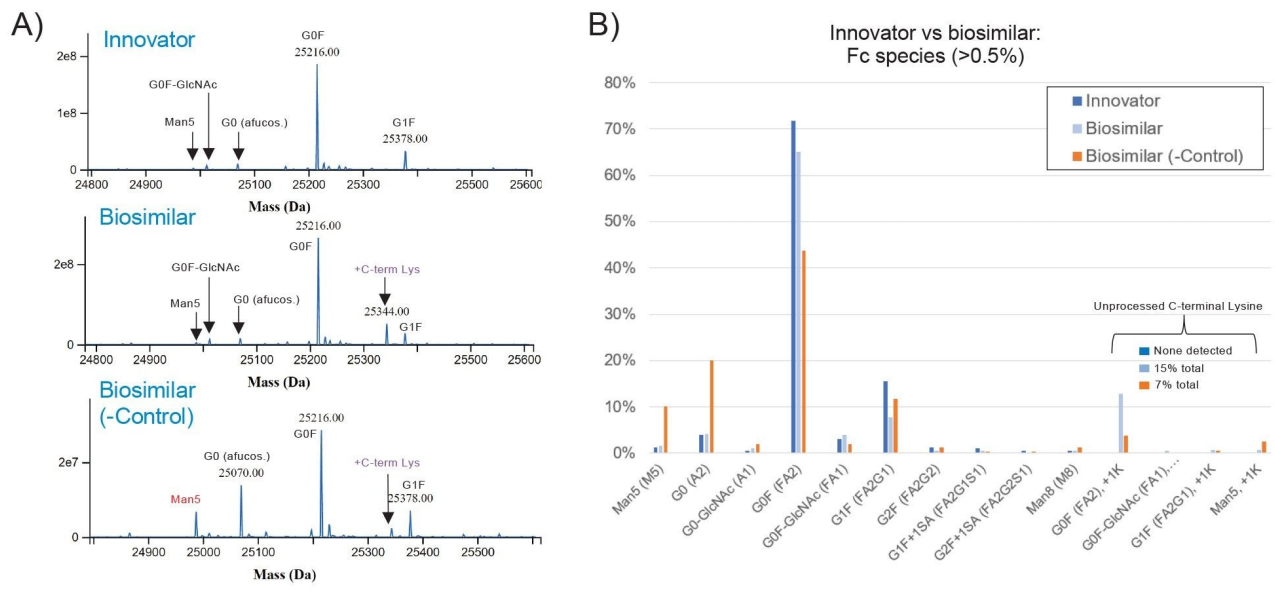 A)
Innovator
G0F
25216.00
2e8
G0F-GlcNAc
1e8
Man5
G0 (afucos.)
G1F
25378.00
0
24800 24900 25100 25200 25300 25500 25600
Mass (Da)
Biosimilar
25216.00
G0F
2e8
G0F-GlcNAc
+C-term Lys
Man5
G0 (afucos.)
25344.00
G1F
0
24800 24900 25100 25200 25300 25500 25600
Mass (Da)
Biosimilar
(-Control)
25216.00
G0F
2e7
G0 (afucos.)
25070.00
+C-term Lys
Man5
G1F
25378.00
0
24900 25000 25100 25300 25400 25500
Mass (Da)
B)
Innovator vs biosimilar:
Fc species (>0.5%)
80%
70%
60%
50%
40%
30%
20%
10%
0%
Innovator
Biosimilar
Biosimilar (-Control)
Unprocessed C-terminal Lysine
None detected
15% total
7% total
Man5 (M5)
G0 (A2)
G0-GlcNAc (A1)
G0F (FA2)
G0F-GlcNAc (FA1)
G1F (FA2G1)
G2F (FA2G2)
G1F+1SA (FA2G1S1)
G2F+1SA (FA2G2S1)
Man8 (M8)
G0F (FA2), +1K
G0F-GlcNAc (FA1),....
G1F (FA2G1), +1K
Man5, +1K